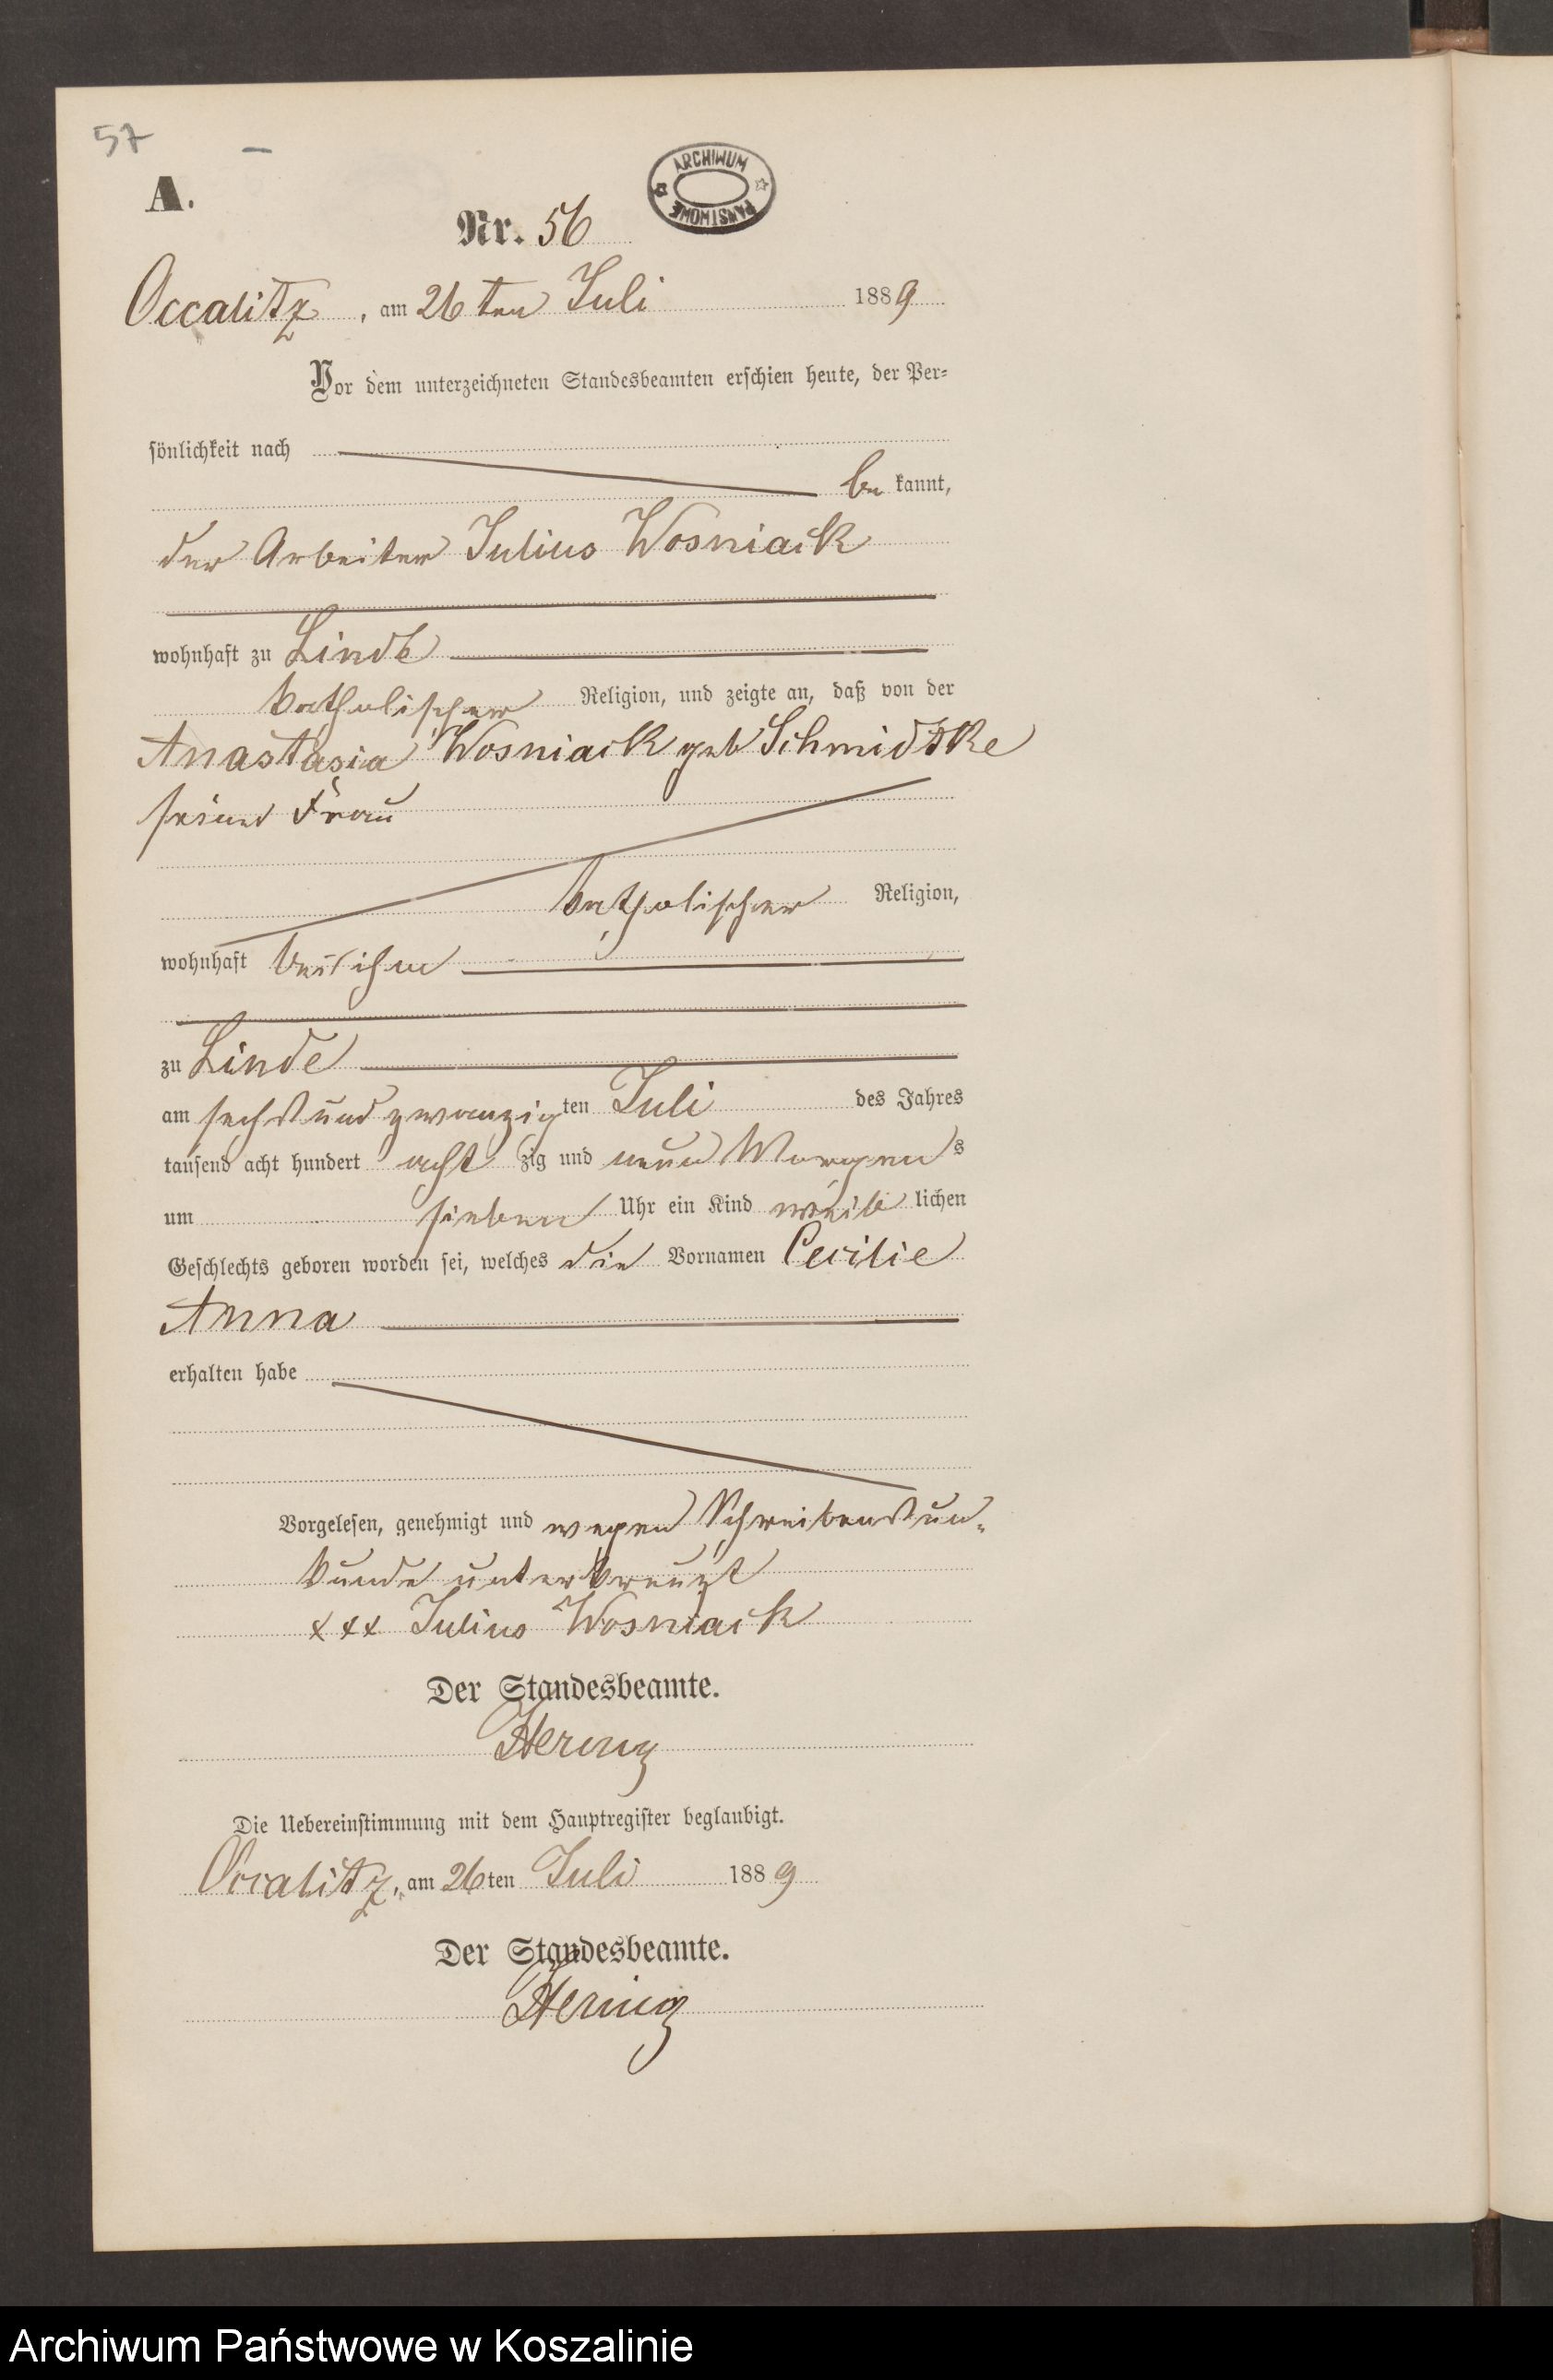 57
ARCHIWUM PAŃSTWOWE
A.
Nr. 56
Occalitz, am 26ten Juli 1889
Vor dem unterzeichneten Standesbeamten erschien heute, der Per-
sönlichkeit nach
bekannt,
der Arbeiter Julius Wosniack
wohnhaft zu Linde
katholischer Religion, und zeigte an, daß von der
Anastasia Wosniack geb Schmidtke
seiner Frau
katholischer Religion,
wohnhaft bei ihm
zu Linde
am sechsundzwanzigten Juli des Jahres
tausend acht hundert achtzig und neun Morgens
um sieben Uhr ein Kind weiblichen
Geschlechts geboren worden sei, welches die Vornamen Cecilie
Anna
erhalten habe
Vorgelesen, genehmigt und wegen Schreibensun-
kunde unterkreuzt
xxx Julius Wosniack
Der Standesbeamte.
Hering
Die Uebereinstimmung mit dem Hauptregister beglaubigt.
Occalitz, am 26ten Juli 1889
Der Standesbeamte.
Hering
Archiwum Państwowe w Koszalinie